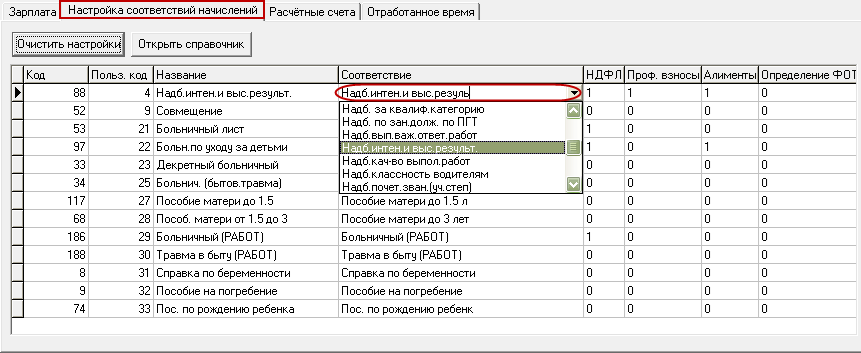 Зарплата Настройка соответствий начислений Расчётные счета Отработанное время
Очистить настройки Открыть справочник
Код Польз. код Название Соответствие НДФЛ Проф. взносы Алименты Определение ФОТ
88 4 Надб.интен.и выс.результ. Надб.интен.и выс.резуль 1 1 1 0
Надб. за квалиф.категорию
52 9 Совмещение 0 0 0 0
Надб. по зан.долж. по ПГТ
53 21 Больничный лист 1 0 0 0
Надб.вып.важ.ответ.работ
97 22 Больн.по уходу за детьми 1 0 1 0
Надб.интен.и выс.результ.
33 23 Декретный больничный 0 0 0 0
Надб.кач-во выпол.работ
34 25 Больнич. (бытов.травма) 0 0 0 0
Надб.классность водителям
Надб.почет.зван.(уч.степ)
117 27 Пособие матери до 1.5 Пособие матери до 1.5 л 0 0 0 0
68 28 Пособ. матери от 1.5 до 3 Пособие матери до 3 лет 0 0 0 0
186 29 Больничный (РАБОТ) Больничный (РАБОТ) 1 0 0 0
188 30 Травма в быту (РАБОТ) Травма в быту (РАБОТ) 0 0 0 0
8 31 Справка по беременности Справка по беременности 0 0 0 0
9 32 Пособие на погребение Пособие на погребение 0 0 0 0
74 33 Пос. по рождению ребенка Пос. по рождению ребенк 0 0 0 0